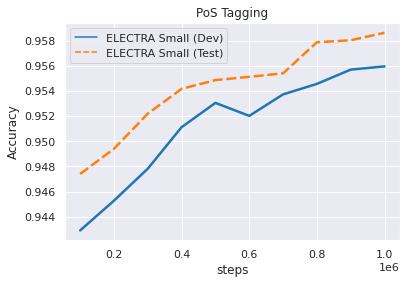 PoS Tagging
ELECTRA Small (Dev)
ELECTRA Small (Test)
Accuracy
0.958
0.956
0.954
0.952
0.950
0.948
0.946
0.944
0.2 0.4 0.6 0.8 1.0
1e6
steps